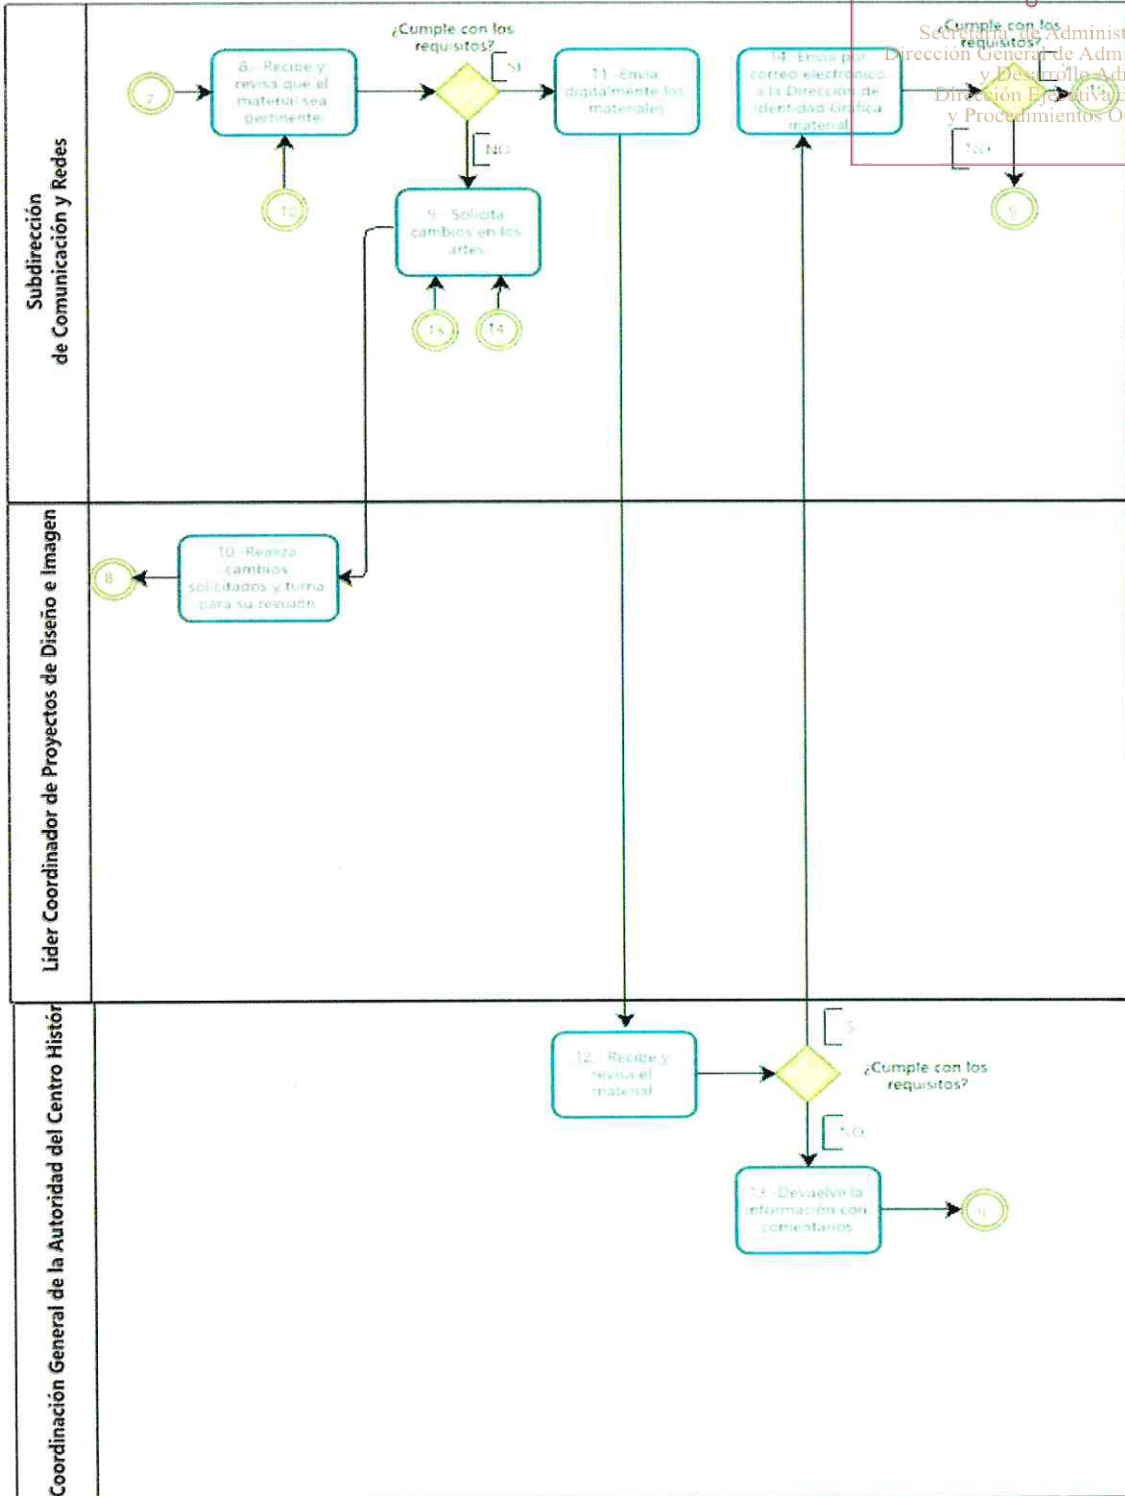 Subdirección
de Comunicación y Redes
7
8.- Recibe y
revisa que el
material sea
pertinente
10
¿Cumple con los
requisitos?
SI
NO
9.- Solicita
cambios en los
artes.
13
14
11.-Envía
digitalmente los
materiales
14.-Envía por
correo electrónico
a la Dirección de
Identidad Gráfica
material
¿Cumple con los
requisitos?
NO
9
Secretaría de Administ
Dirección General de Admi
y Desarrollo Ad
Dirección Ejecutiva d
y Procedimientos O
Líder Coordinador de Proyectos de Diseño e Imagen
8
10.-Realiza
cambios
solicitados y turna
para su revisión
Coordinación General de la Autoridad del Centro Histór
12.- Recibe y
revisa el
material
S
¿Cumple con los
requisitos?
NO
13.-Devuelve la
información con
comentarios
9